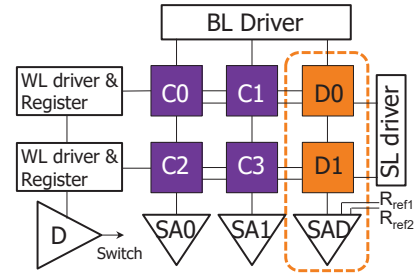 BL Driver
WL driver &
Register
C0
C1
D0
SL driver
WL driver &
Register
C2
C3
D1
D
Switch
SA0
SA1
SAD
Rref1
Rref2